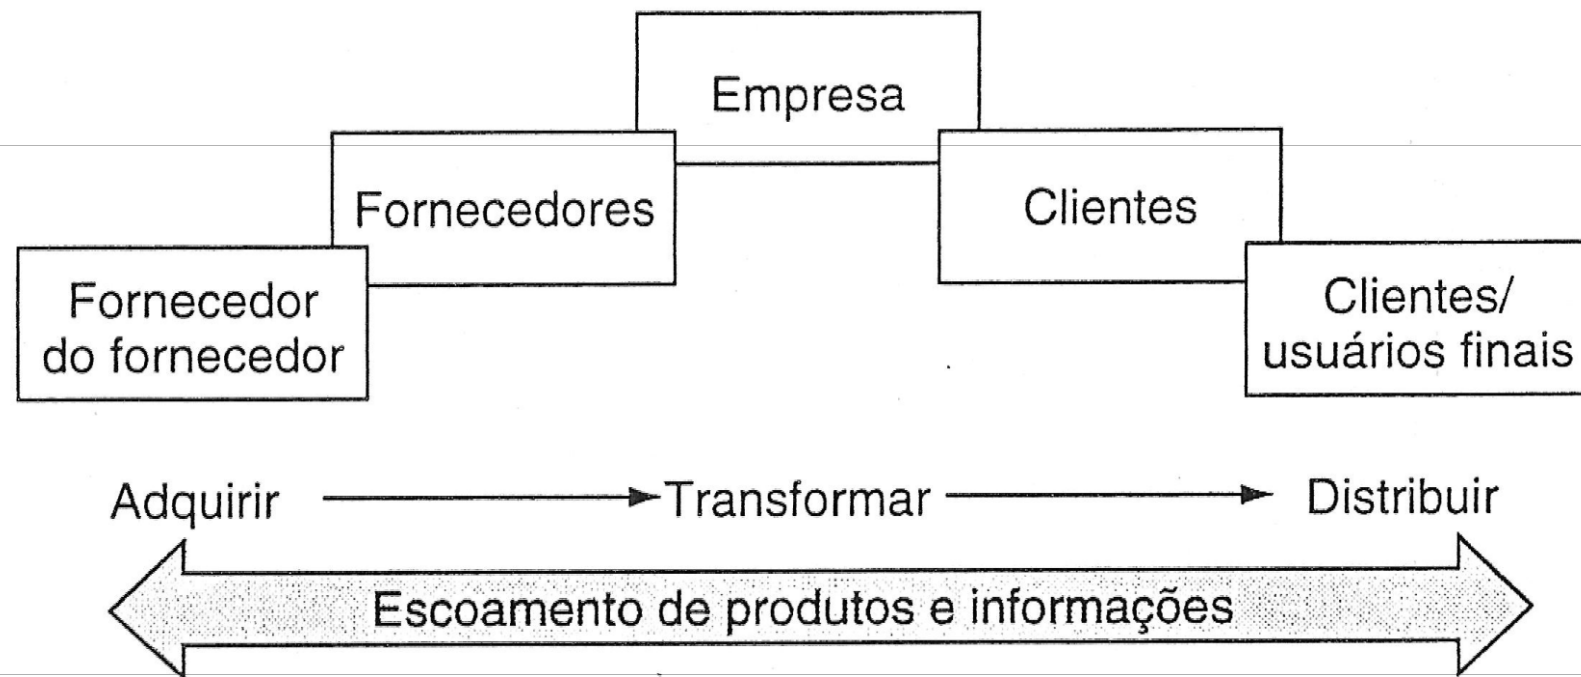 Empresa
Fornecedores
Clientes
Fornecedor
do fornecedor
Clientes/
usuários finais
Adquirir
Transformar
Distribuir
Escoamento de produtos e informações